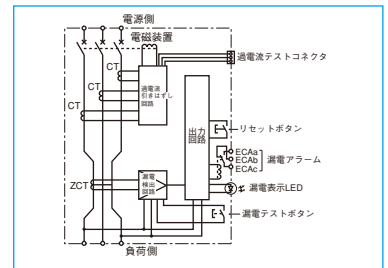 電源側
電磁装置
過電流テストコネクタ
CT
CT
CT
過電流
引きはずし
回路
出力
回路
リセットボタン
ECAa
ECAb
ECAc
漏電アラーム
ZCT
漏電
検出
回路
漏電表示LED
漏電テストボタン
負荷側